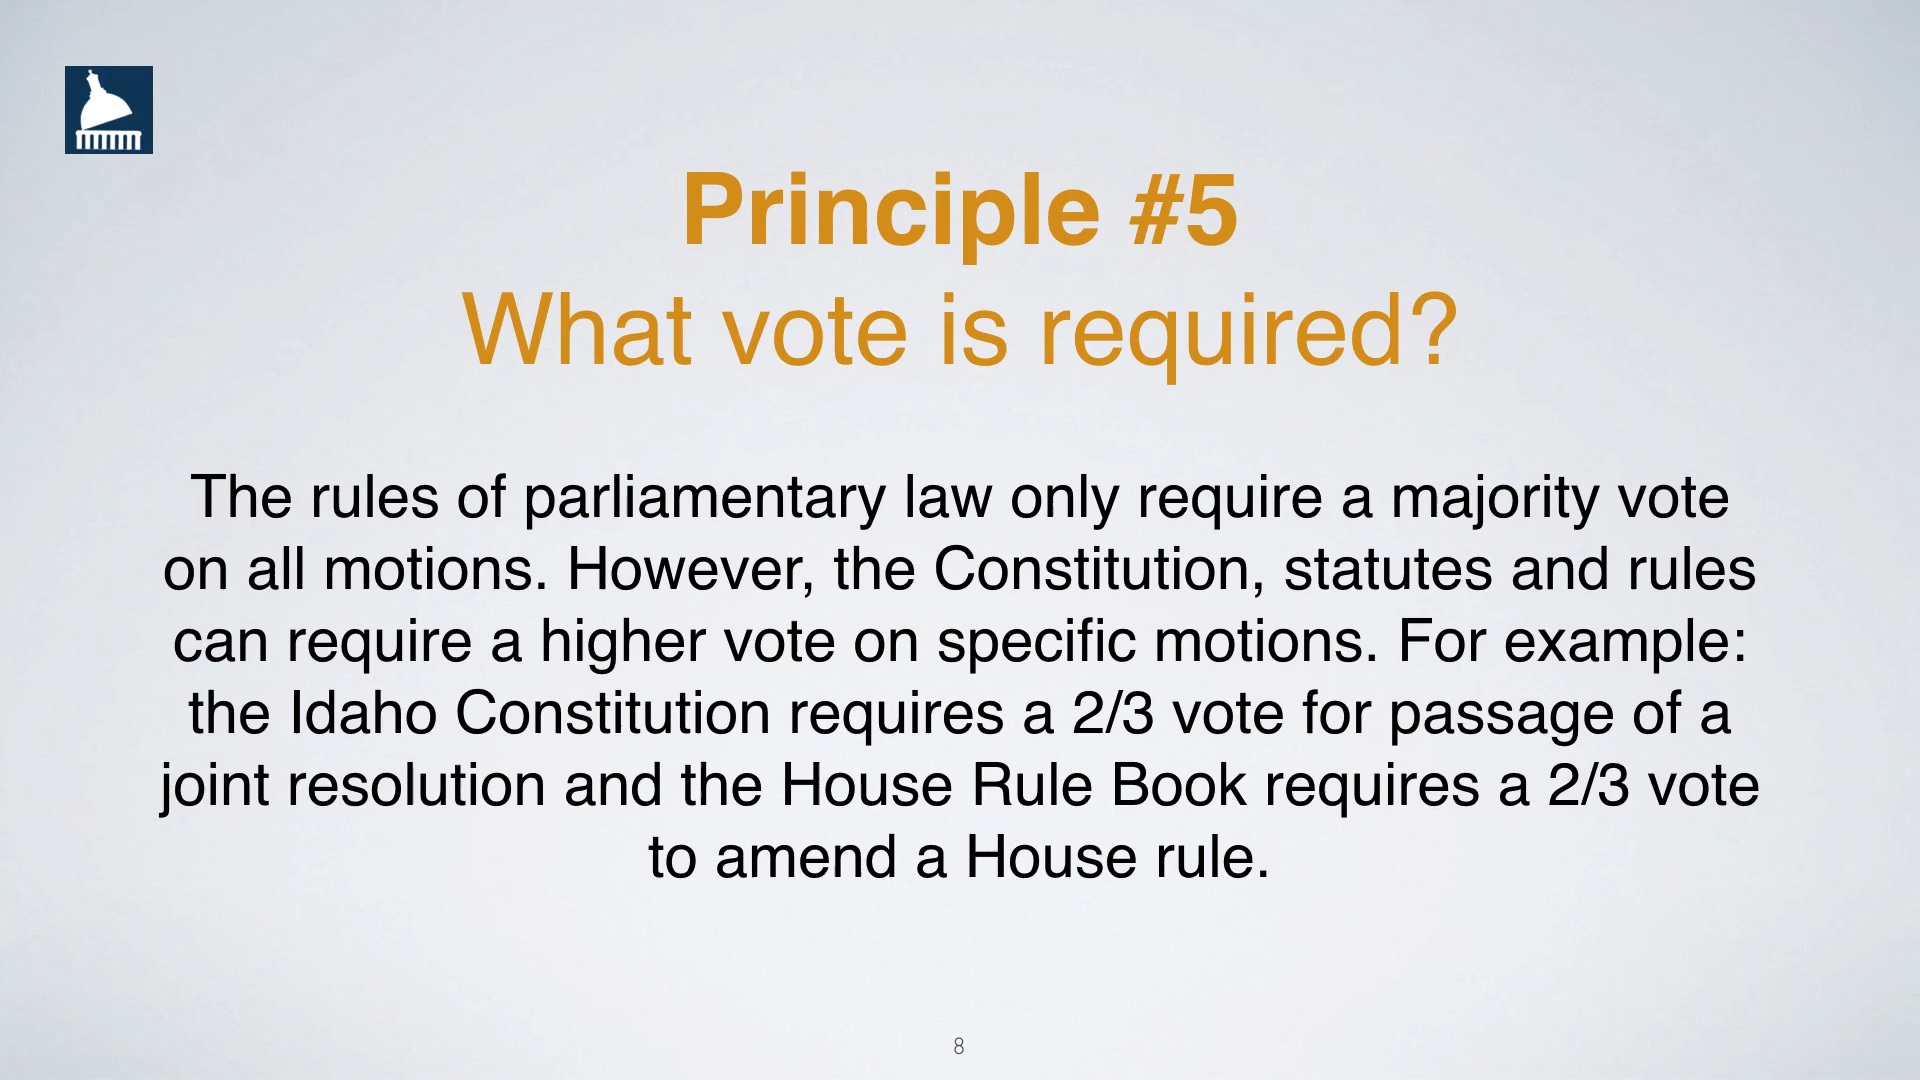 Principle #5
What vote is required?
The rules of parliamentary law only require a majority vote
on all motions. However, the Constitution, statutes and rules
can require a higher vote on specific motions. For example:
the Idaho Constitution requires a 2/3 vote for passage of a
joint resolution and the House Rule Book requires a 2/3 vote
to amend a House rule.
8